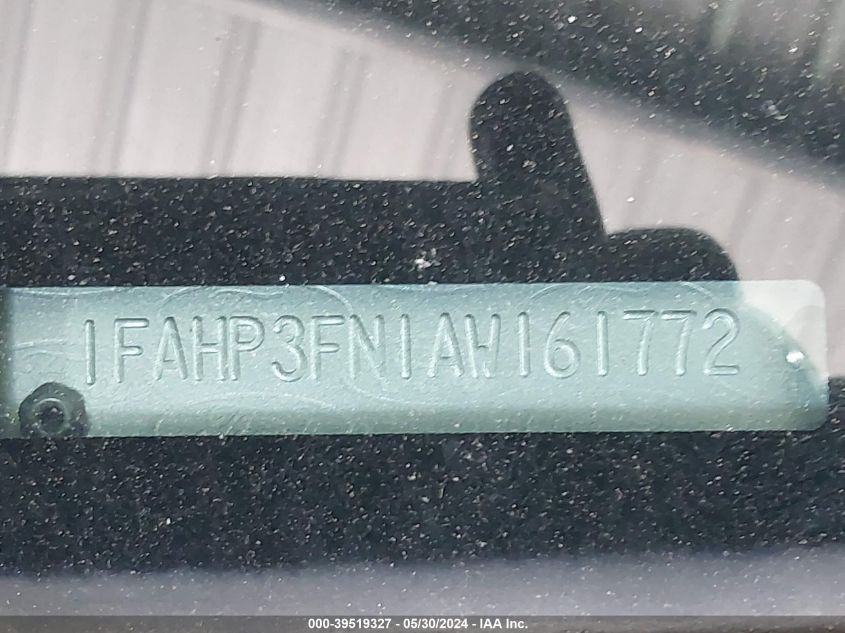 1FAHP3FN1AW161772
000-39519327 - 05/30/2024 - IAA Inc.